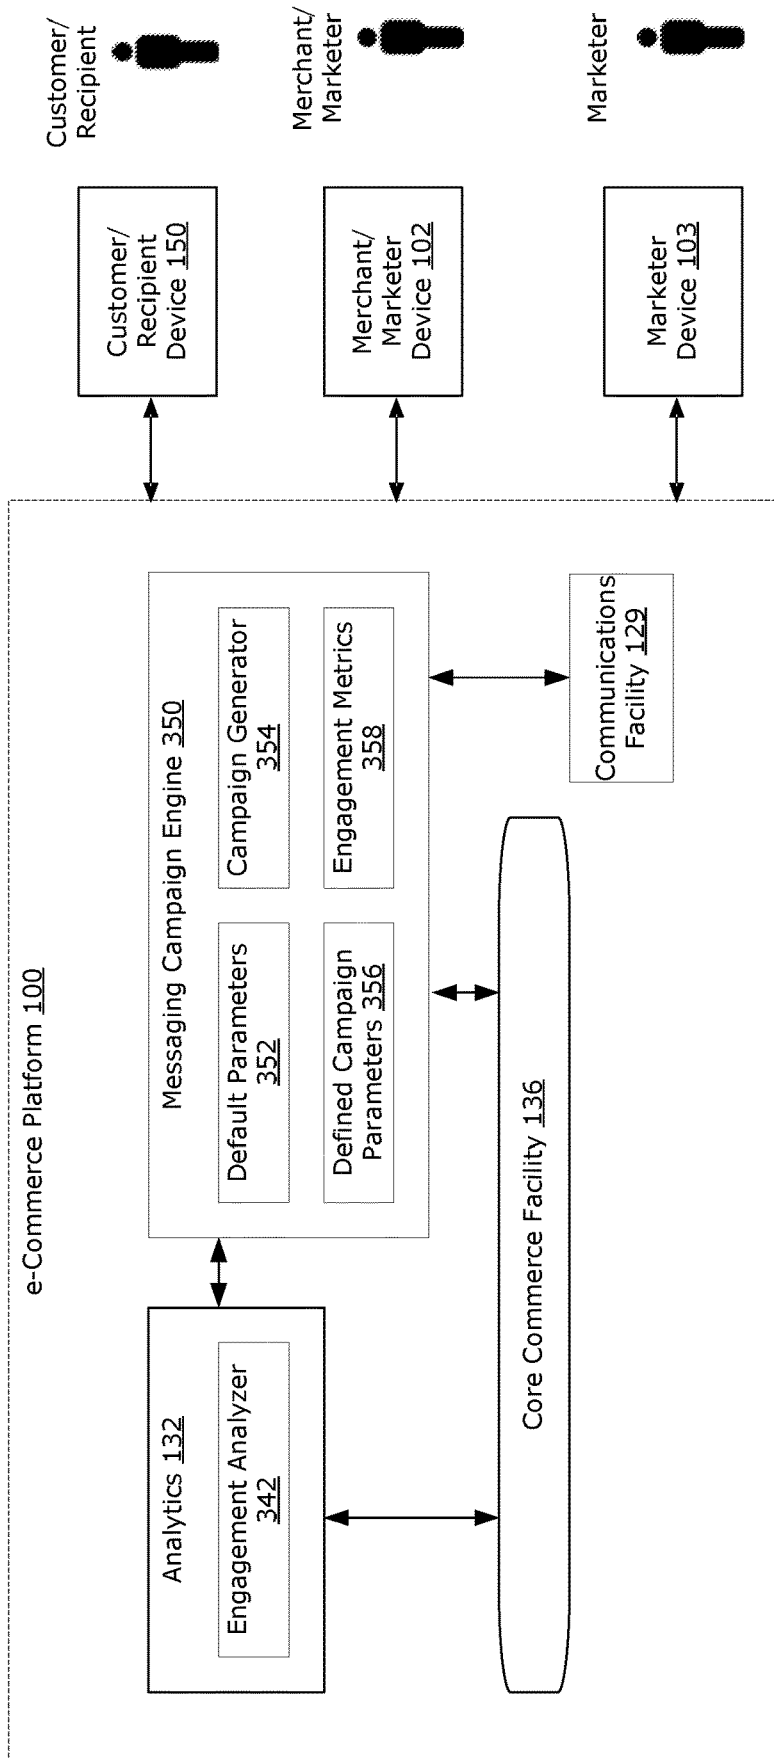 e-Commerce Platform 100
Analytics 132
Engagement Analyzer
342
Messaging Campaign Engine 350
Default Parameters
352
Campaign Generator
354
Defined Campaign
Parameters 356
Engagement Metrics
358
Core Commerce Facility 136
Communications
Facility 129
Customer/
Recipient
Device 150
Customer/
Recipient
Merchant/
Marketer
Device 102
Merchant/
Marketer
Marketer
Device 103
Marketer